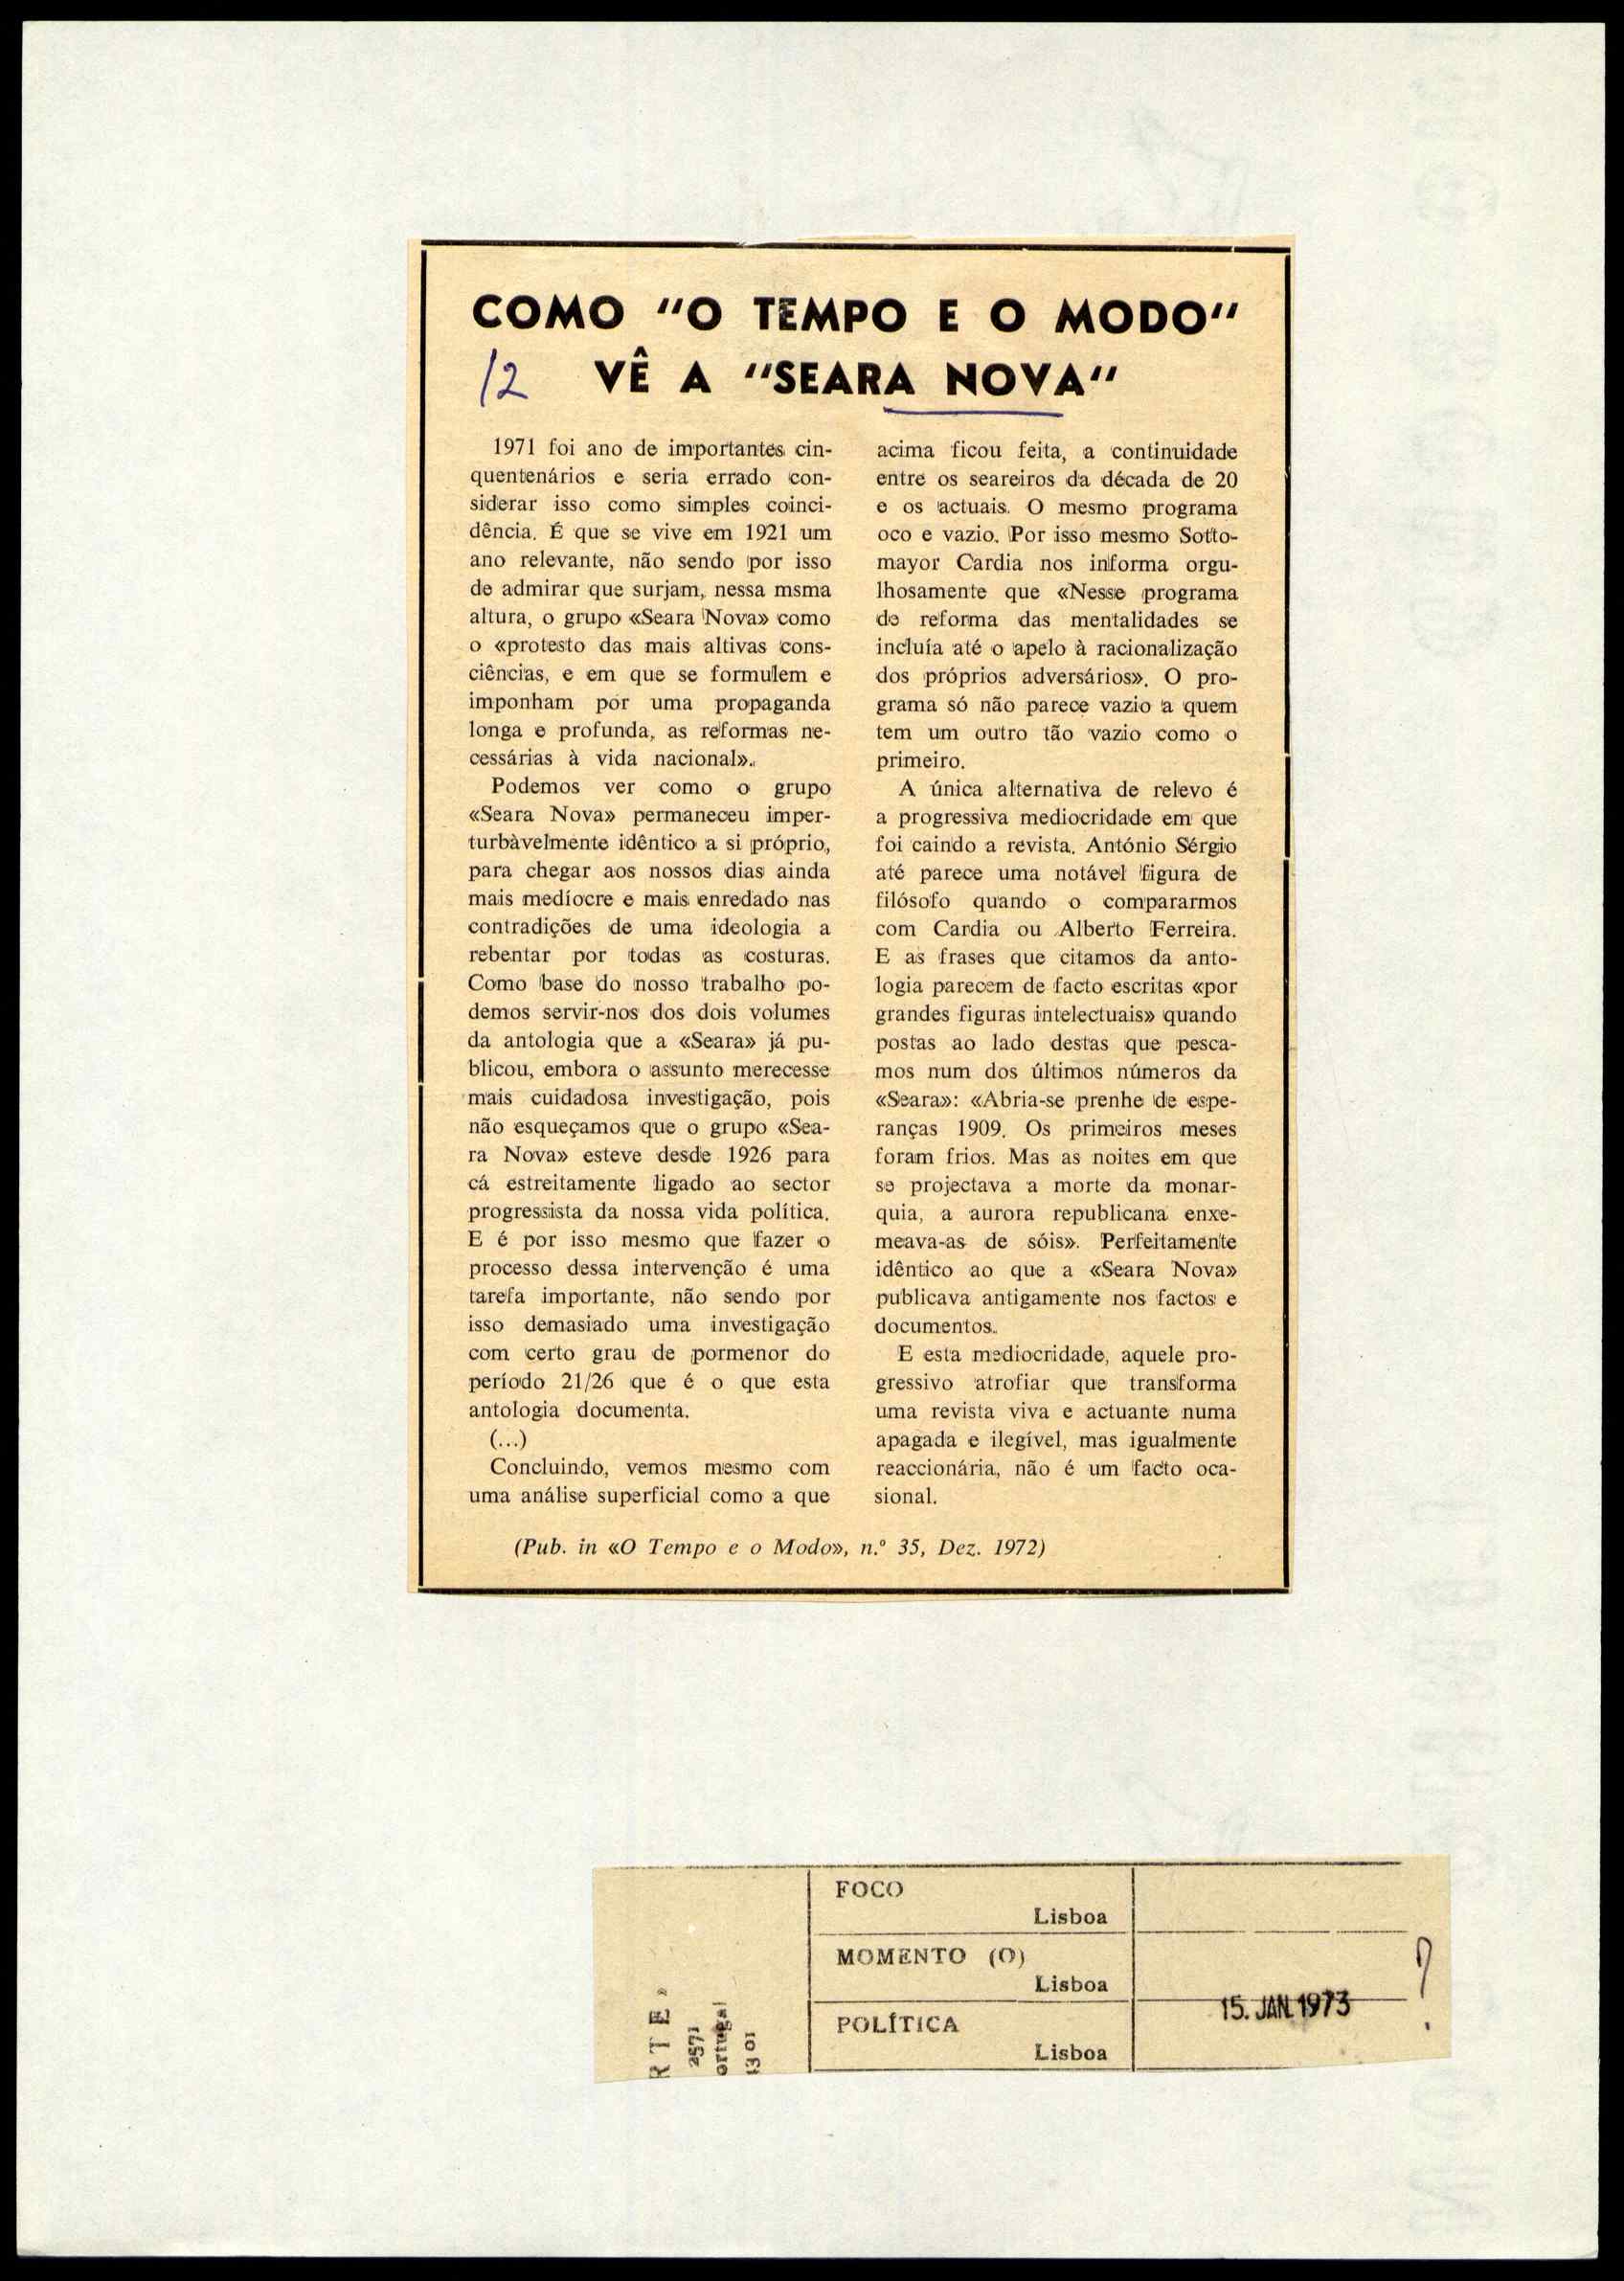 COMO "O TEMPO E O MODO"
12 VÊ A "SEARA NOVA"
1971 foi ano de importantes cin-
quentenários e seria errado con-
siderar isso como simples coinci-
dência. É que se vive em 1921 um
ano relevante, não sendo por isso
de admirar que surjam, nessa msma
altura, o grupo «Seara Nova» como
o «protesto das mais altivas cons-
ciências, e em que se formulem e
imponham por uma propaganda
longa e profunda, as reformas ne-
cessárias à vida nacional».
Podemos ver como o grupo
«Seara Nova» permaneceu imper-
turbàvelmente idêntico a si próprio,
para chegar aos nossos dias ainda
mais medíocre e mais enredado nas
contradições de uma ideologia a
rebentar por todas as costuras.
Como base do nosso trabalho po-
demos servir-nos dos dois volumes
da antologia que a «Seara» já pu-
blicou, embora o assunto merecesse
mais cuidadosa investigação, pois
não esqueçamos que o grupo «Sea-
ra Nova» esteve desde 1926 para
cá estreitamente ligado ao sector
progressista da nossa vida política.
E é por isso mesmo que fazer o
processo dessa intervenção é uma
tarefa importante, não sendo por
isso demasiado uma investigação
com certo grau de pormenor do
período 21/26 que é o que esta
antologia documenta.
(...)
Concluindo, vemos mesmo com
uma análise superficial como a que
acima ficou feita, a continuidade
entre os seareiros da década de 20
e os actuais. O mesmo programa
oco e vazio. Por isso mesmo Sotto-
mayor Cardia nos informa orgu-
lhosamente que «Nesse programa
de reforma das mentalidades se
incluía até o apelo à racionalização
dos próprios adversários». O pro-
grama só não parece vazio a quem
tem um outro tão vazio como o
primeiro.
A única alternativa de relevo é
a progressiva mediocridade em que
foi caindo a revista. António Sérgio
até parece uma notável figura de
filósofo quando o compararmos
com Cardia ou Alberto Ferreira.
E as frases que citamos da anto-
logia parecem de facto escritas «por
grandes figuras intelectuais» quando
postas ao lado destas que pesca-
mos num dos últimos números da
«Seara»: «Abria-se prenhe de espe-
ranças 1909. Os primeiros meses
foram frios. Mas as noites em que
se projectava a morte da monar-
quia, a aurora republicana enxe-
meava-as de sóis». Perfeitamente
idêntico ao que a «Seara Nova»
publicava antigamente nos factos e
documentos.
E esta mediocridade, aquele pro-
gressivo atrofiar que transforma
uma revista viva e actuante numa
apagada e ilegível, mas igualmente
reaccionária, não é um facto oca-
sional.
(Pub. in «O Tempo e o Modo», n.º 35, Dez. 1972)
RTE»
2571
ortugal
13 01
FOCO
Lisboa
MOMENTO (O)
Lisboa
POLÍTICA
Lisboa
15. JAN. 1973